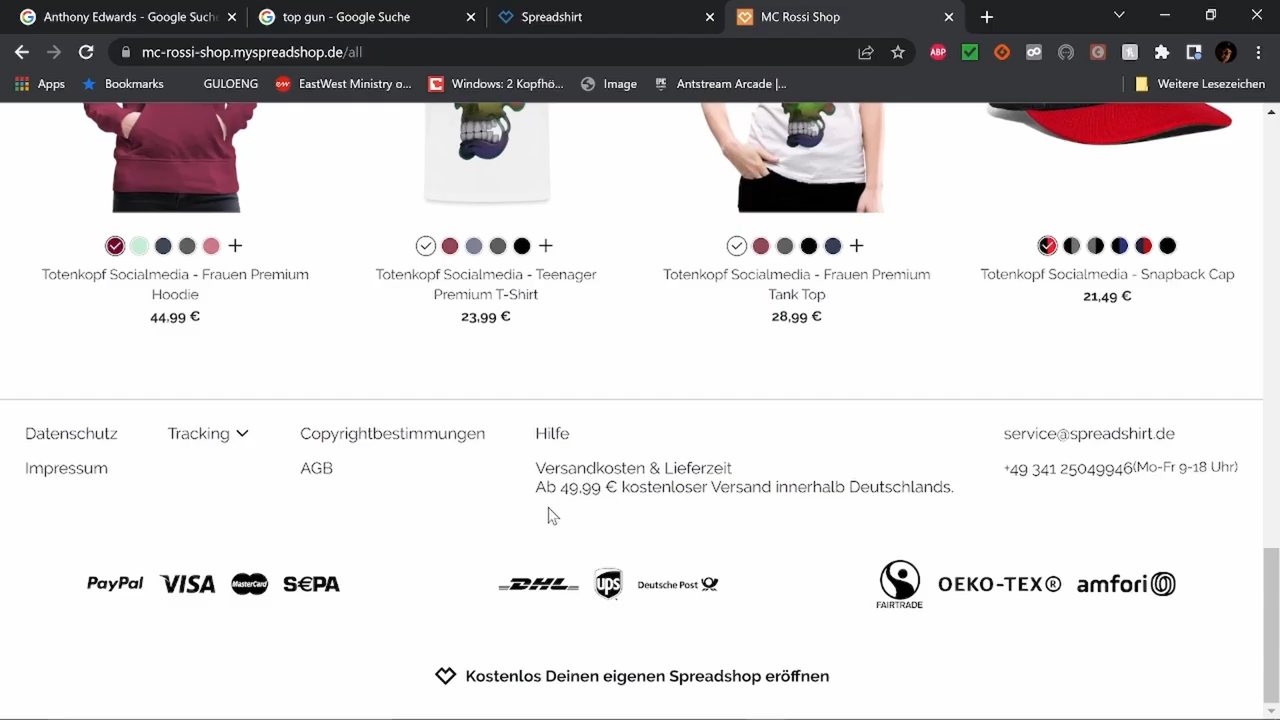 Anthony Edwards - Google Suche
top gun - Google Suche
Spreadshirt
MC Rossi Shop
mc-rossi-shop.myspreadshop.de/all
ABP
Apps
Bookmarks
GULOENG
EastWest Ministry o...
Windows: 2 Kopfhö...
Image
Antstream Arcade |...
Weitere Lesezeichen
Totenkopf Socialmedia - Frauen Premium
Hoodie
44,99 €
Totenkopf Socialmedia - Teenager
Premium T-Shirt
23,99 €
Totenkopf Socialmedia - Frauen Premium
Tank Top
28,99 €
Totenkopf Socialmedia - Snapback Cap
21,49 €
Datenschutz
Tracking
Copyrightbestimmungen
Hilfe
service@spreadshirt.de
Impressum
AGB
Versandkosten & Lieferzeit
Ab 49,99 € kostenloser Versand innerhalb Deutschlands.
+49 341 25049946(Mo-Fr 9-18 Uhr)
PayPal
VISA
MasterCard
S€PA
DHL
ups
Deutsche Post
FAIRTRADE
OEKO-TEX®
amfori
Kostenlos Deinen eigenen Spreadshop eröffnen